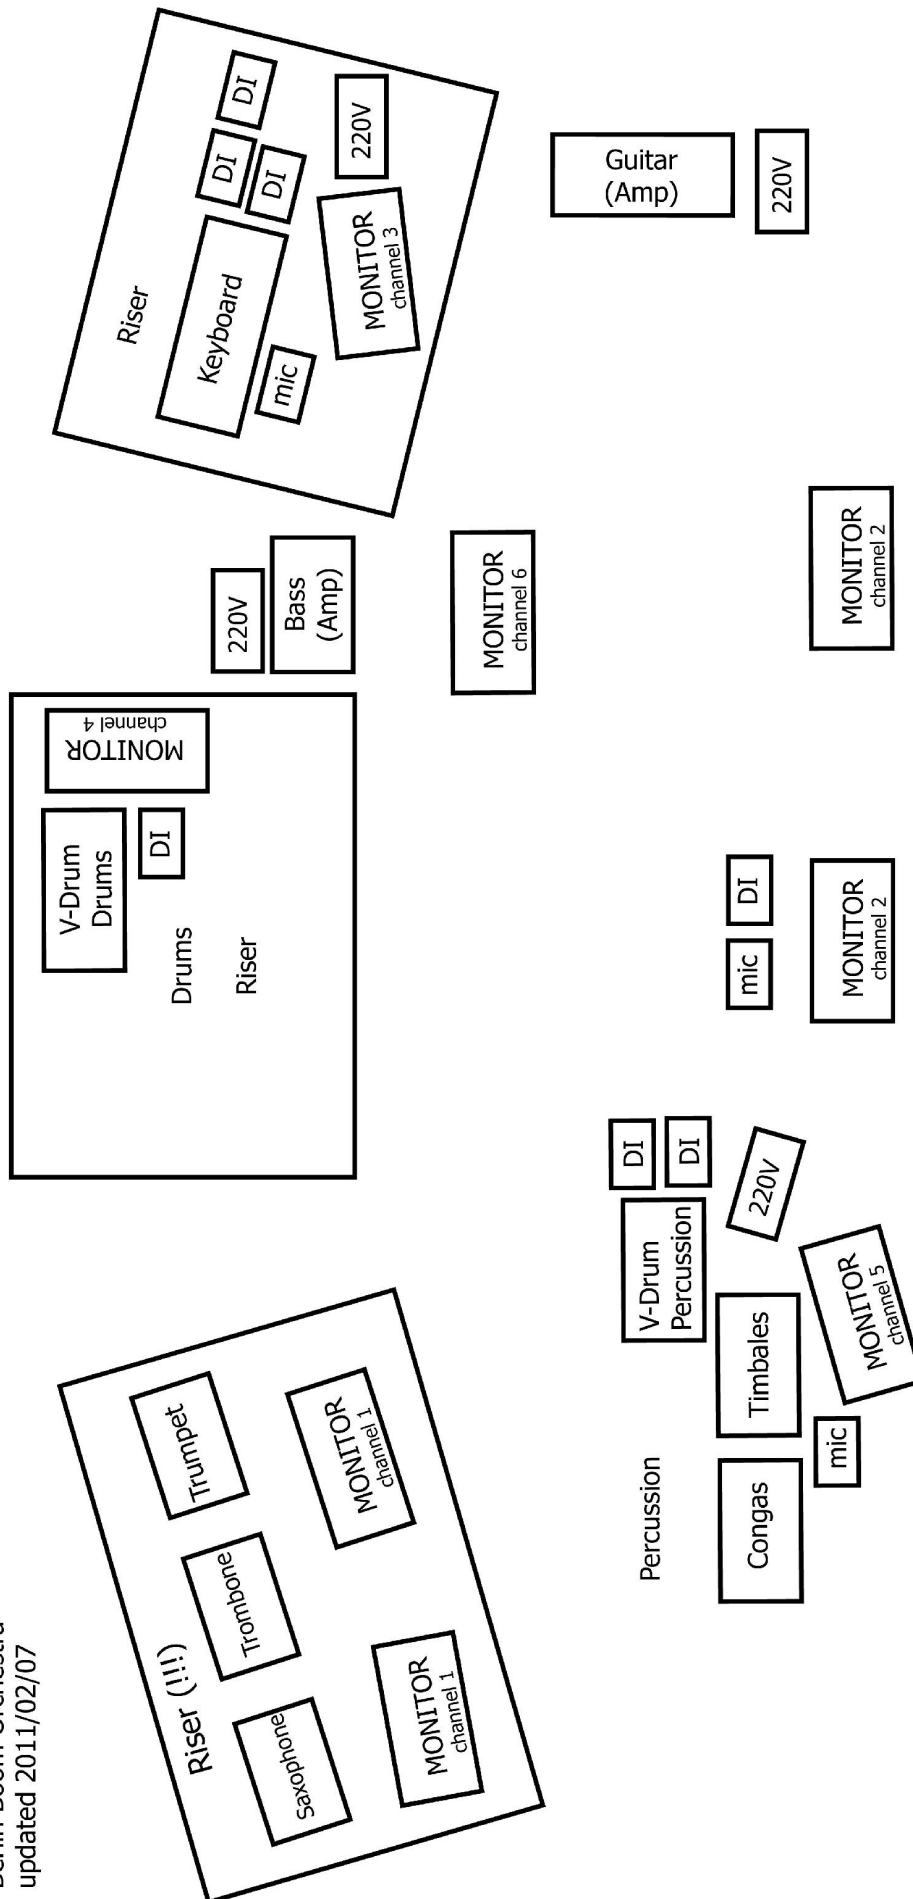 Berlin Boom Orchestra
updated 2011/02/07
Riser (!!!)
Saxophone
Trombone
Trumpet
MONITOR
channel 1
MONITOR
channel 1
V-Drum
Drums
MONITOR
channel 4
DI
Drums
Riser
220V
Bass
(Amp)
MONITOR
channel 6
Riser
Keyboard
DI
DI
DI
mic
MONITOR
channel 3
220V
Guitar
(Amp)
220V
Percussion
V-Drum
Percussion
DI
DI
Congas
Timbales
220V
mic
MONITOR
channel 5
mic
DI
MONITOR
channel 2
MONITOR
channel 2